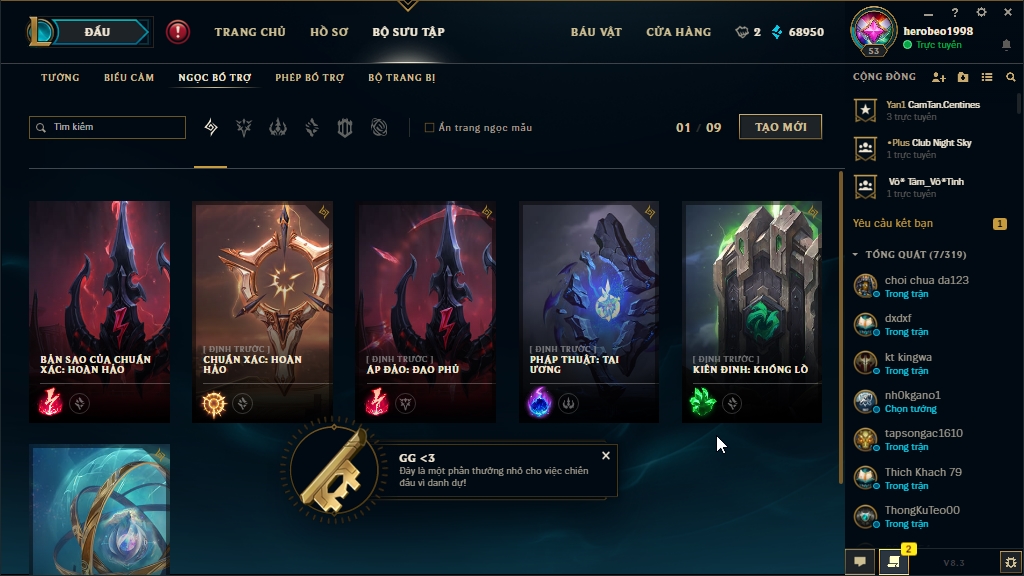 ĐẤU
TRANG CHỦ
HỒ SƠ
BỘ SƯU TẬP
BÁU VẬT
CỬA HÀNG
2
68950
53
herobeo1998
Trực tuyến
TƯỚNG
BIỂU CẢM
NGỌC BỔ TRỢ
PHÉP BỔ TRỢ
BỘ TRANG BỊ
Tìm kiếm
Ẩn trang ngọc mẫu
01 / 09
TẠO MỚI
BẢN SAO CỦA CHUẨN
XÁC: HOÀN HẢO
[ ĐỊNH TRƯỚC ]
CHUẨN XÁC: HOÀN
HẢO
[ ĐỊNH TRƯỚC ]
ÁP ĐẢO: ĐAO PHỦ
[ ĐỊNH TRƯỚC ]
PHÁP THUẬT: TAI
ƯƠNG
[ ĐỊNH TRƯỚC ]
KIÊN ĐỊNH: KHỔNG LỒ
GG <3
Đây là một phần thưởng nhỏ cho việc chiến
đấu vì danh dự!
CỘNG ĐỒNG
Yan1 CamTan.Centines
3 trực tuyến
•Plus Club Night Sky
1 trực tuyến
Vô* Tâm_Vô*Tình
1 trực tuyến
Yêu cầu kết bạn
1
TỔNG QUÁT (7/319)
choi chua da123
Trong trận
dxdxf
Trong trận
kt kingwa
Trong trận
nh0kgano1
Chọn tướng
tapsongac1610
Trong trận
Thich Khach 79
Trong trận
ThongKuTeo00
Trong trận
2
V8.3